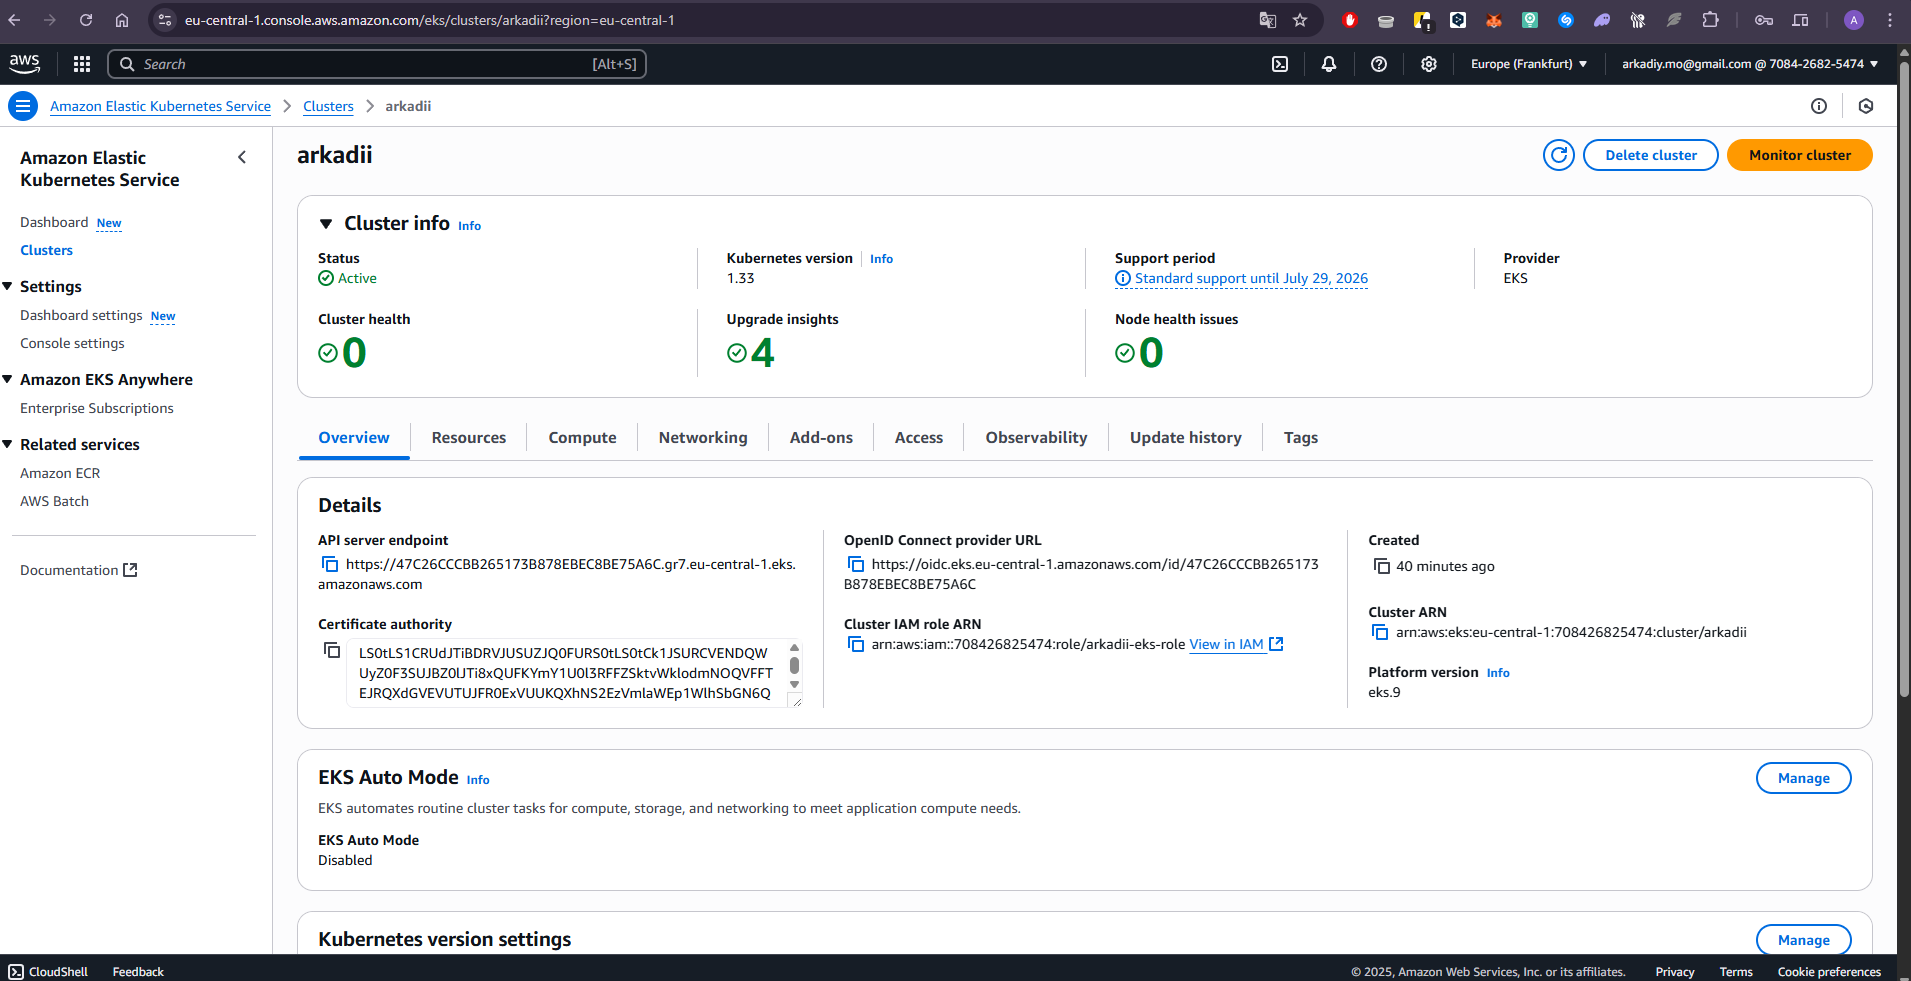 eu-central-1.console.aws.amazon.com/eks/clusters/arkadii?region=eu-central-1
A
aws
Search
[Alt+S]
Europe (Frankfurt)
arkadiy.mo@gmail.com @ 7084-2682-5474
Amazon Elastic Kubernetes Service
Clusters
arkadii
Amazon Elastic
Kubernetes Service
Dashboard New
Clusters
Settings
Dashboard settings New
Console settings
Amazon EKS Anywhere
Enterprise Subscriptions
Related services
Amazon ECR
AWS Batch
Documentation
arkadii
Delete cluster
Monitor cluster
Cluster info Info
Status
Active
Kubernetes version Info
1.33
Support period
Standard support until July 29, 2026
Provider
EKS
Cluster health
0
Upgrade insights
4
Node health issues
0
Overview
Resources
Compute
Networking
Add-ons
Access
Observability
Update history
Tags
Details
API server endpoint
https://47C26CCCBB265173B878EBEC8BE75A6C.gr7.eu-central-1.eks.
amazonaws.com
Certificate authority
LS0tLS1CRUdJTiBDRVJUSUZJQ0FURS0tLS0tCk1JSURCVENDQW
UyZ0F3SUJBZ0lJTi8xQUFKYmY1U0l3RFFZSktvWklodmNOQVFFT
EJRQXdGVEVUTUJFR0ExVUUKQXhNS2EzVmlaWEp1WlhSbGN6Q
OpenID Connect provider URL
https://oidc.eks.eu-central-1.amazonaws.com/id/47C26CCCBB265173
B878EBEC8BE75A6C
Cluster IAM role ARN
arn:aws:iam::708426825474:role/arkadii-eks-role View in IAM
Created
40 minutes ago
Cluster ARN
arn:aws:eks:eu-central-1:708426825474:cluster/arkadii
Platform version Info
eks.9
EKS Auto Mode Info
Manage
EKS automates routine cluster tasks for compute, storage, and networking to meet application compute needs.
EKS Auto Mode
Disabled
Kubernetes version settings
Manage
CloudShell
Feedback
© 2025, Amazon Web Services, Inc. or its affiliates.
Privacy
Terms
Cookie preferences